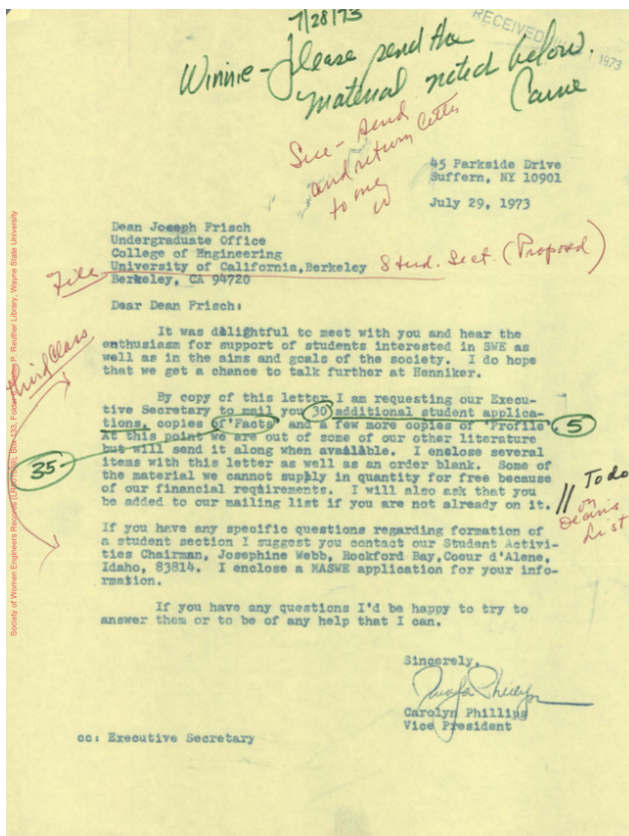 7/28/73
RECEIVED 1973
Winnie - please send the
material noted below.
Carne
Sue - send
and return letter
to me
W
45 Parkside Drive
Suffern, NY 10901
July 29, 1973
Dean Joseph Frisch
Undergraduate Office
College of Engineering
File University of California,Berkeley Stud. Sect. (Proposed)
Berkeley, CA 94720
Dear Dean Frisch:
It was delightful to meet with you and hear the
enthusiasm for support of students interested in SWE as
well as in the aims and goals of the society. I do hope
that we get a chance to talk further at Henniker.
Third Class
By copy of this letter I am requesting our Execu-
tive Secretary to mail you 30 additional student applica-
tions, copies of "Facts" and a few more copies of "Profile" 5
At this point we are out of some of our other literature
but will send it along when available. I enclose several
35
items with this letter as well as an order blank. Some of
the material we cannot supply in quantity for free because
of our financial requirements. I will also ask that you
be added to our mailing list if you are not already on it. // To do
on Dean's
List
If you have any specific questions regarding formation of
a student section I suggest you contact our Student Activi-
ties Chairman, Josephine Webb, Rockford Bay,Coeur d'Alene,
Idaho, 83814. I enclose a MASWE application for your info-
rmation.
If you have any questions I'd be happy to try to
answer them or to be of any help that I can.
Sincerely,
Carolyn Phillips
Vice President
cc: Executive Secretary
Society of Women Engineers Records Box 133, Folder P. Reuther Library, Wayne State University